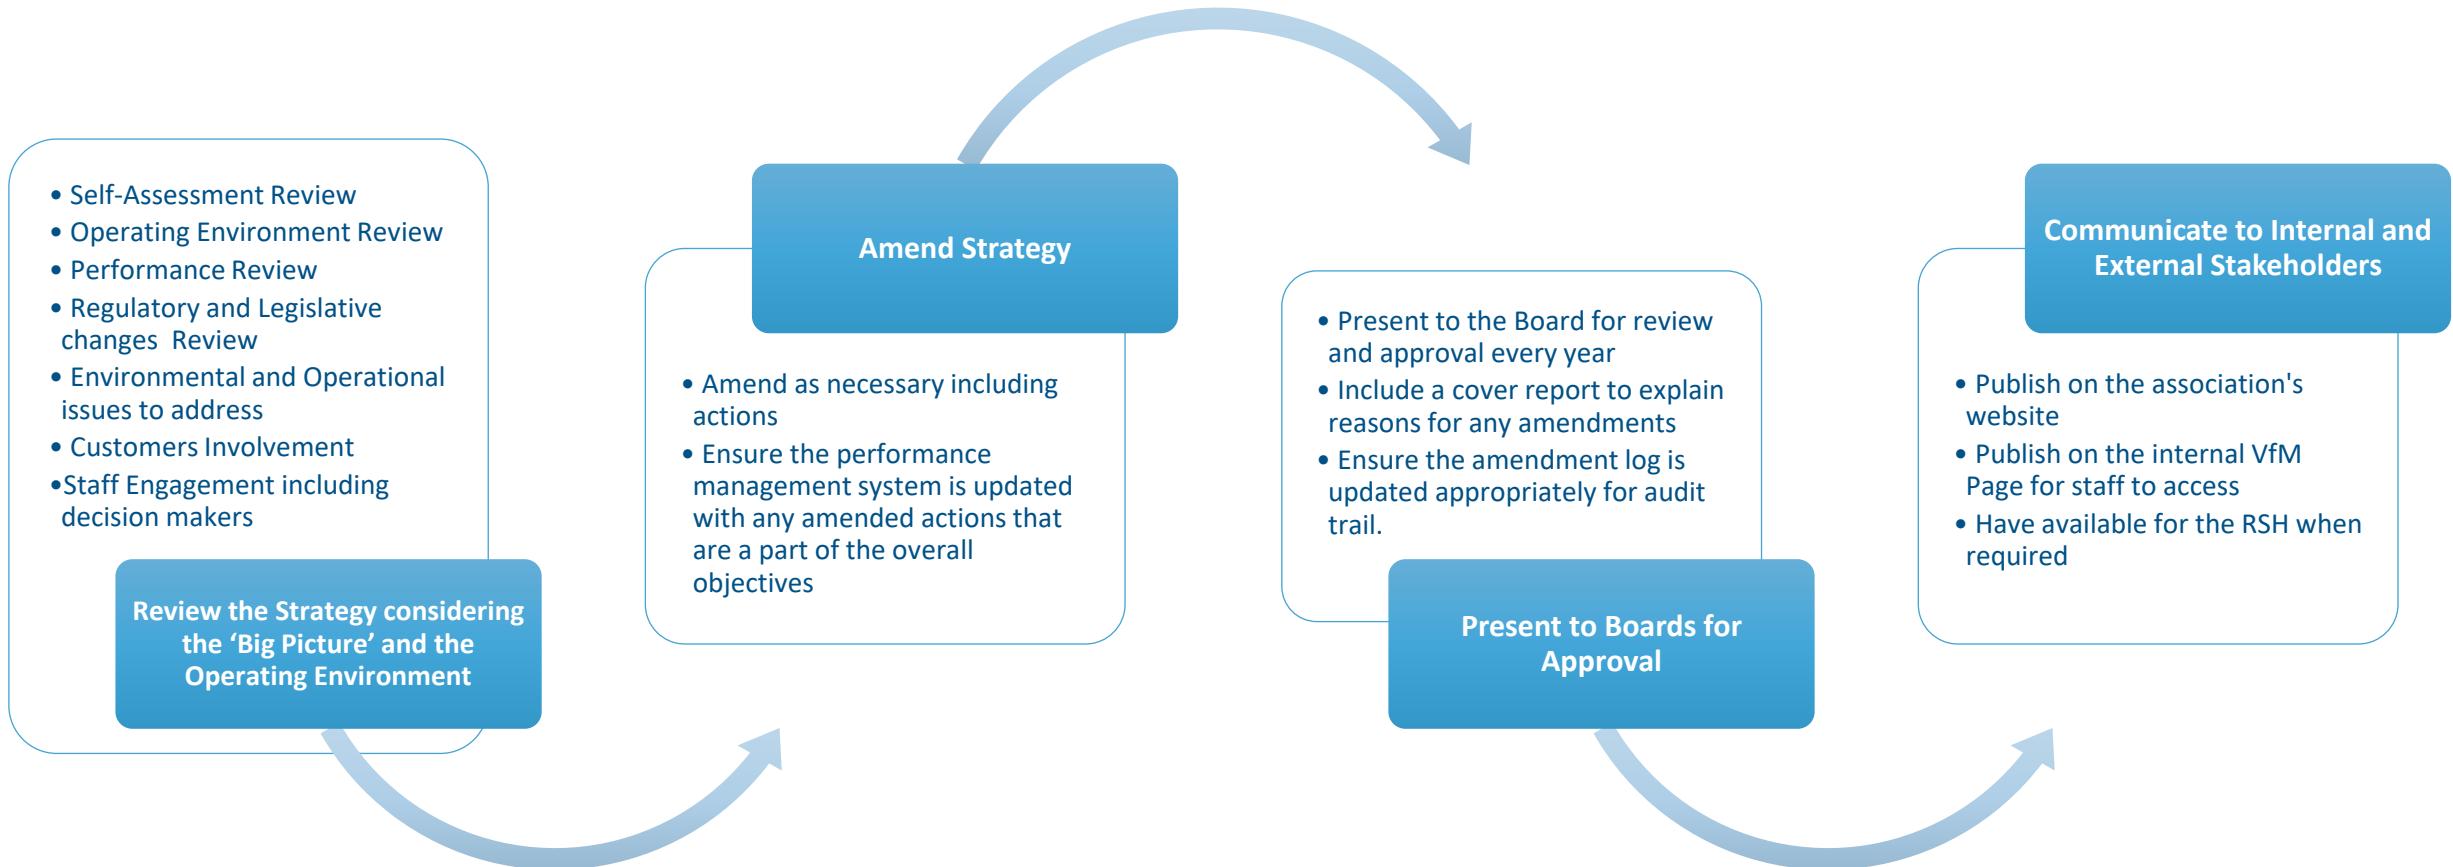 • Self-Assessment Review
• Operating Environment Review
• Performance Review
• Regulatory and Legislative
changes  Review
• Environmental and Operational
issues to address
• Customers Involvement
•Staff Engagement including
decision makers
Review the Strategy considering
the ‘Big Picture’ and the
Operating Environment
Amend Strategy
• Amend as necessary including
actions
• Ensure the performance
management system is updated
with any amended actions that
are a part of the overall
objectives
• Present to the Board for review
and approval every year
• Include a cover report to explain
reasons for any amendments
• Ensure the amendment log is
updated appropriately for audit
trail.
Present to Boards for
Approval
Communicate to Internal and
External Stakeholders
• Publish on the association's
website
• Publish on the internal VfM
Page for staff to access
• Have available for the RSH when
required